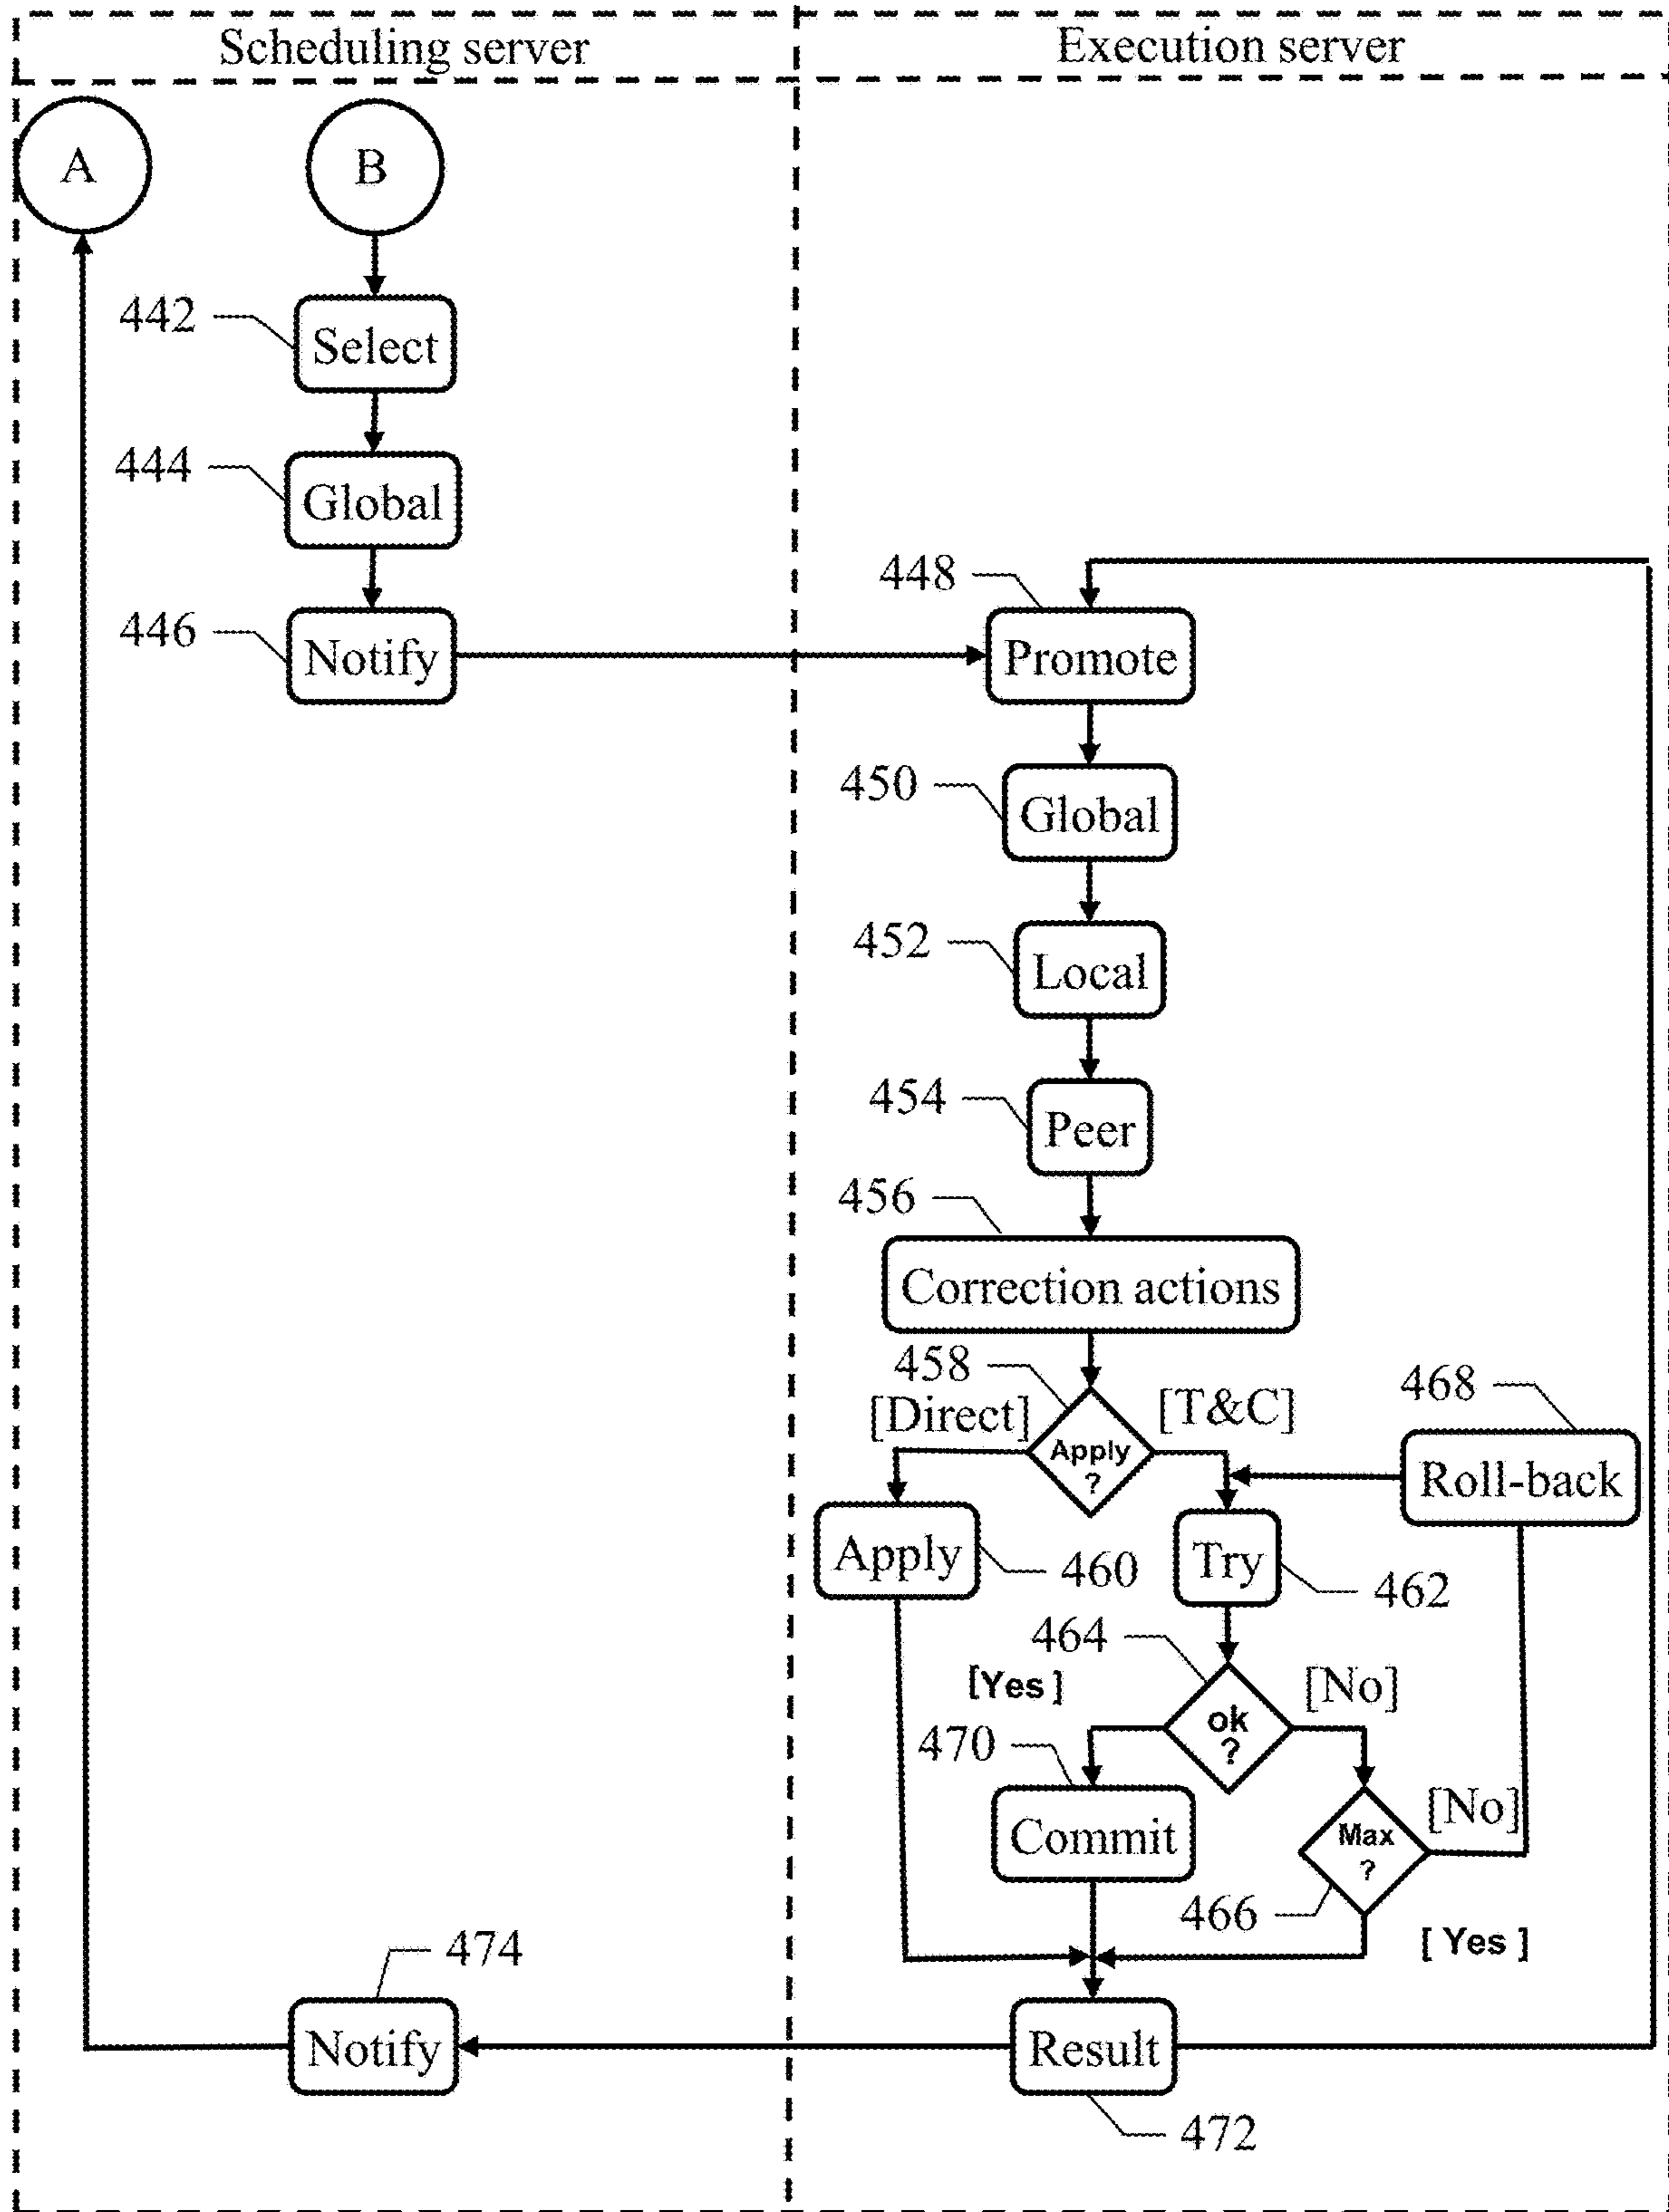 Scheduling server
Execution server
A
B
442
Select
444
Global
448
446
Notify
Promote
450
Global
452
Local
454
Peer
456
Correction actions
458
[Direct]
[T&C]
468
Apply
?
Roll-back
Apply
460
Try
462
464
[Yes ]
[No]
ok
?
470
Commit
[No]
Max
?
466
[ Yes ]
474
Notify
Result
472